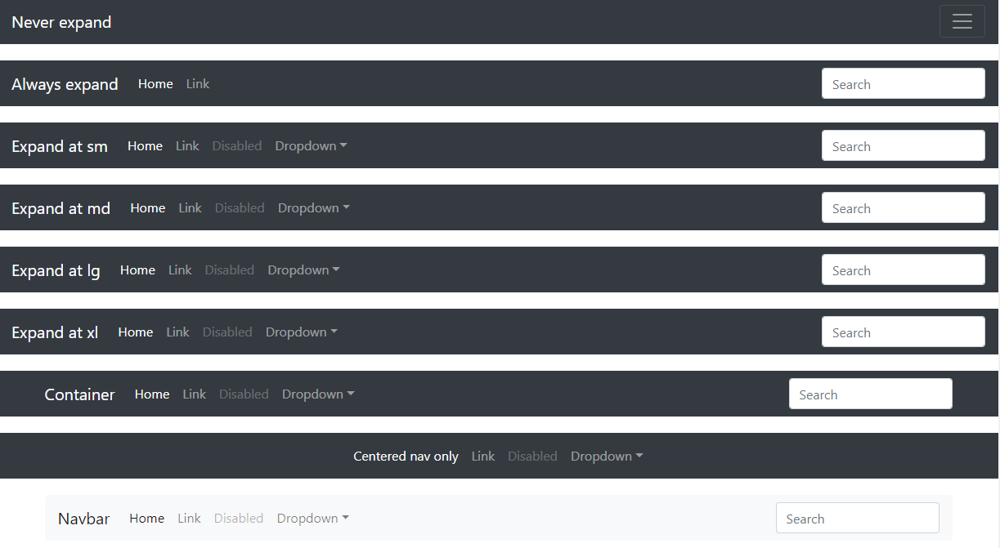 Never expand
Always expand Home Link Search
Expand at sm Home Link Disabled Dropdown Search
Expand at md Home Link Disabled Dropdown Search
Expand at lg Home Link Disabled Dropdown Search
Expand at xl Home Link Disabled Dropdown Search
Container Home Link Disabled Dropdown Search
Centered nav only Link Disabled Dropdown
Navbar Home Link Disabled Dropdown Search